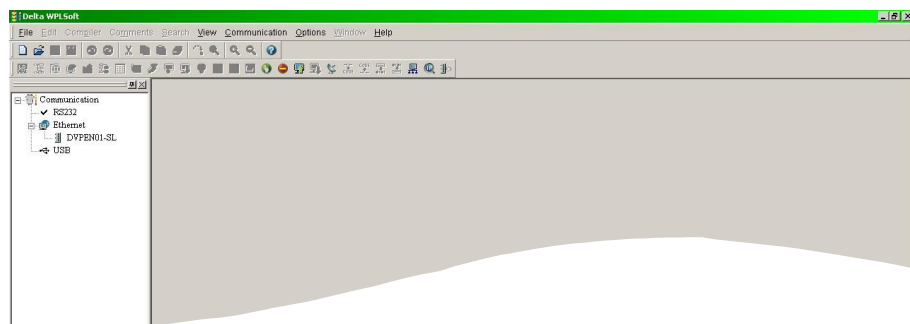 Delta WPLSoft
File Edit Compiler Comments Search View Communication Options Window Help
Communication
RS232
Ethernet
DVPEN01-SL
USB